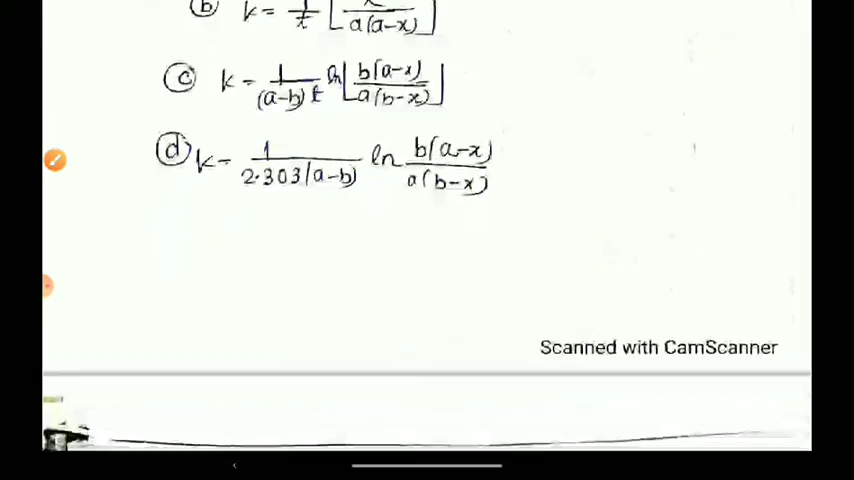 (b) k = 1/t [x/a(a-x)]
(c) k = 1/(a-b)t ln[b(a-x)/a(b-x)]
(d) k = 1/2.303(a-b) ln b(a-x)/a(b-x)
Scanned with CamScanner